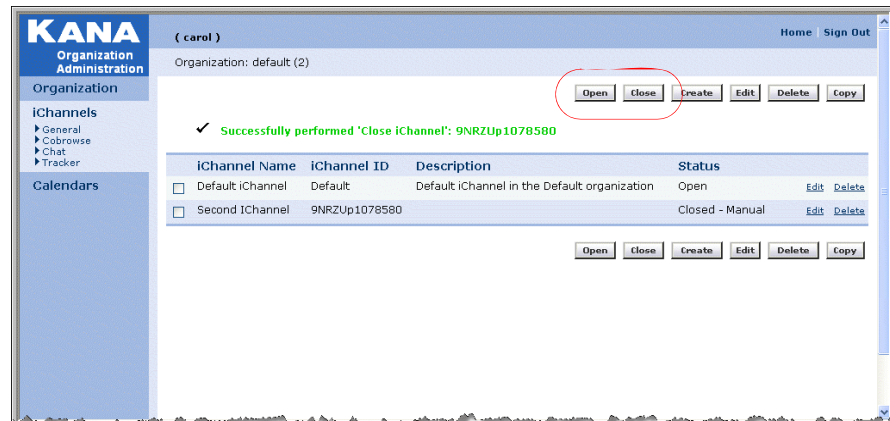 KANA
Organization
Administration
( carol )
Home | Sign Out
Organization: default (2)
Organization
iChannels
General
Cobrowse
Chat
Tracker
Calendars
Open Close Create Edit Delete Copy
Successfully performed 'Close iChannel': 9NRZUp1078580
iChannel Name iChannel ID Description Status
Default iChannel Default Default iChannel in the Default organization Open Edit Delete
Second IChannel 9NRZUp1078580 Closed - Manual Edit Delete
Open Close Create Edit Delete Copy